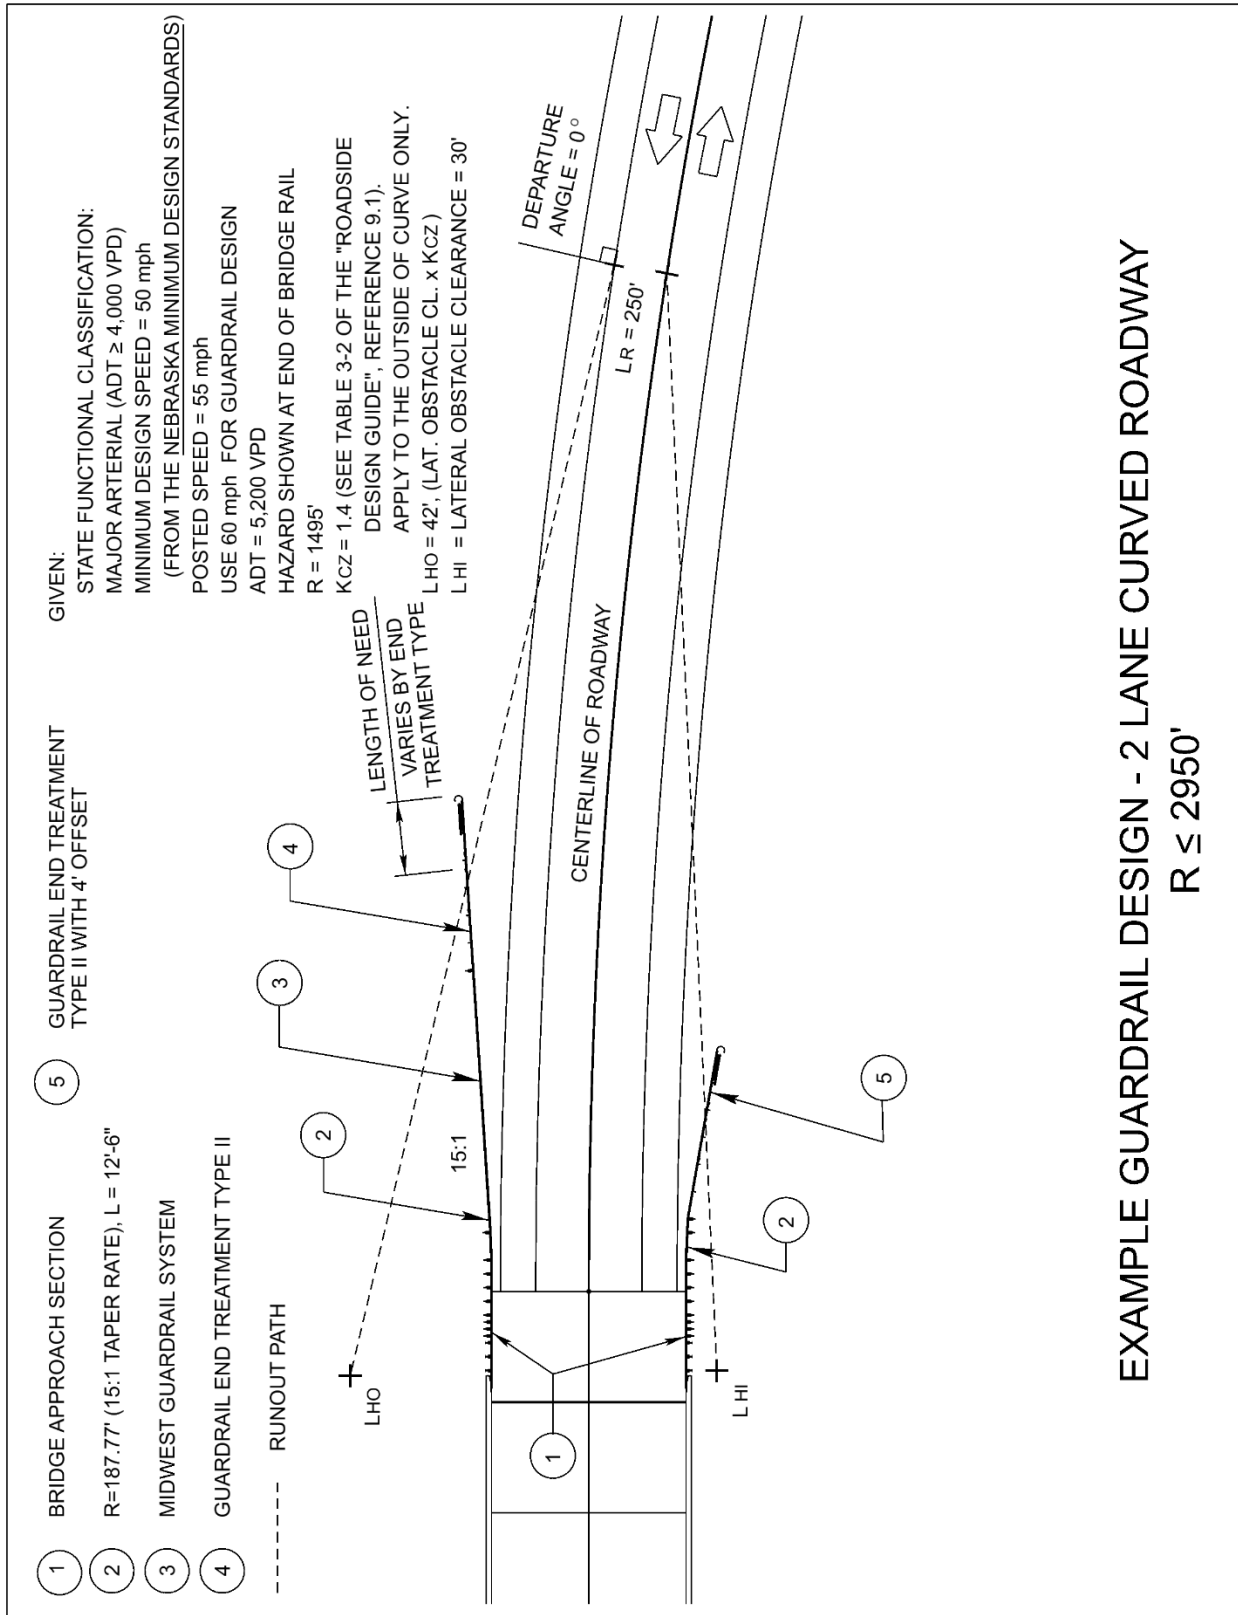 1 BRIDGE APPROACH SECTION
2 R=187.77' (15:1 TAPER RATE), L = 12'-6"
3 MIDWEST GUARDRAIL SYSTEM
4 GUARDRAIL END TREATMENT TYPE II
RUNOUT PATH
5 GUARDRAIL END TREATMENT
TYPE II WITH 4' OFFSET
GIVEN:
STATE FUNCTIONAL CLASSIFICATION:
MAJOR ARTERIAL (ADT ≥ 4,000 VPD)
MINIMUM DESIGN SPEED = 50 mph
(FROM THE NEBRASKA MINIMUM DESIGN STANDARDS)
POSTED SPEED = 55 mph
USE 60 mph FOR GUARDRAIL DESIGN
ADT = 5,200 VPD
HAZARD SHOWN AT END OF BRIDGE RAIL
R = 1495'
KCZ = 1.4 (SEE TABLE 3-2 OF THE "ROADSIDE
DESIGN GUIDE", REFERENCE 9.1).
APPLY TO THE OUTSIDE OF CURVE ONLY.
LHO = 42', (LAT. OBSTACLE CL. x KCZ)
LHI = LATERAL OBSTACLE CLEARANCE = 30'
LENGTH OF NEED
VARIES BY END
TREATMENT TYPE
DEPARTURE
ANGLE = 0°
LR = 250'
CENTERLINE OF ROADWAY
4
3
2
15:1
LHO
1
LHI
2
5
EXAMPLE GUARDRAIL DESIGN - 2 LANE CURVED ROADWAY
R ≤ 2950'